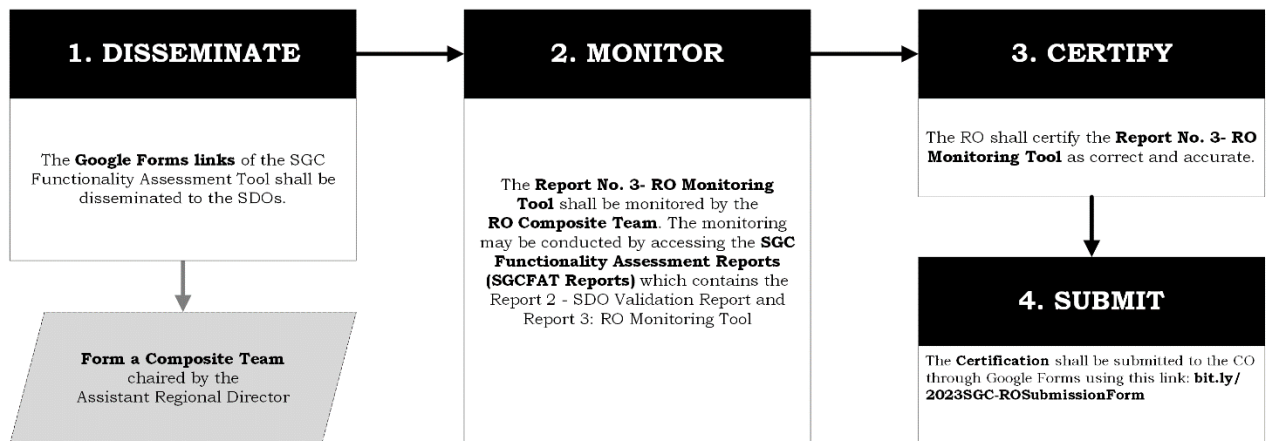 1. DISSEMINATE
The Google Forms links of the SGC
Functionality Assessment Tool shall be
disseminated to the SDOs.
Form a Composite Team
chaired by the
Assistant Regional Director
2. MONITOR
The Report No. 3- RO Monitoring
Tool shall be monitored by the
RO Composite Team. The monitoring
may be conducted by accessing the SGC
Functionality Assessment Reports
(SGCFAT Reports) which contains the
Report 2 - SDO Validation Report and
Report 3: RO Monitoring Tool
3. CERTIFY
The RO shall certify the Report No. 3- RO
Monitoring Tool as correct and accurate.
4. SUBMIT
The Certification shall be submitted to the CO
through Google Forms using this link: bit.ly/
2023SGC-ROSubmissionForm